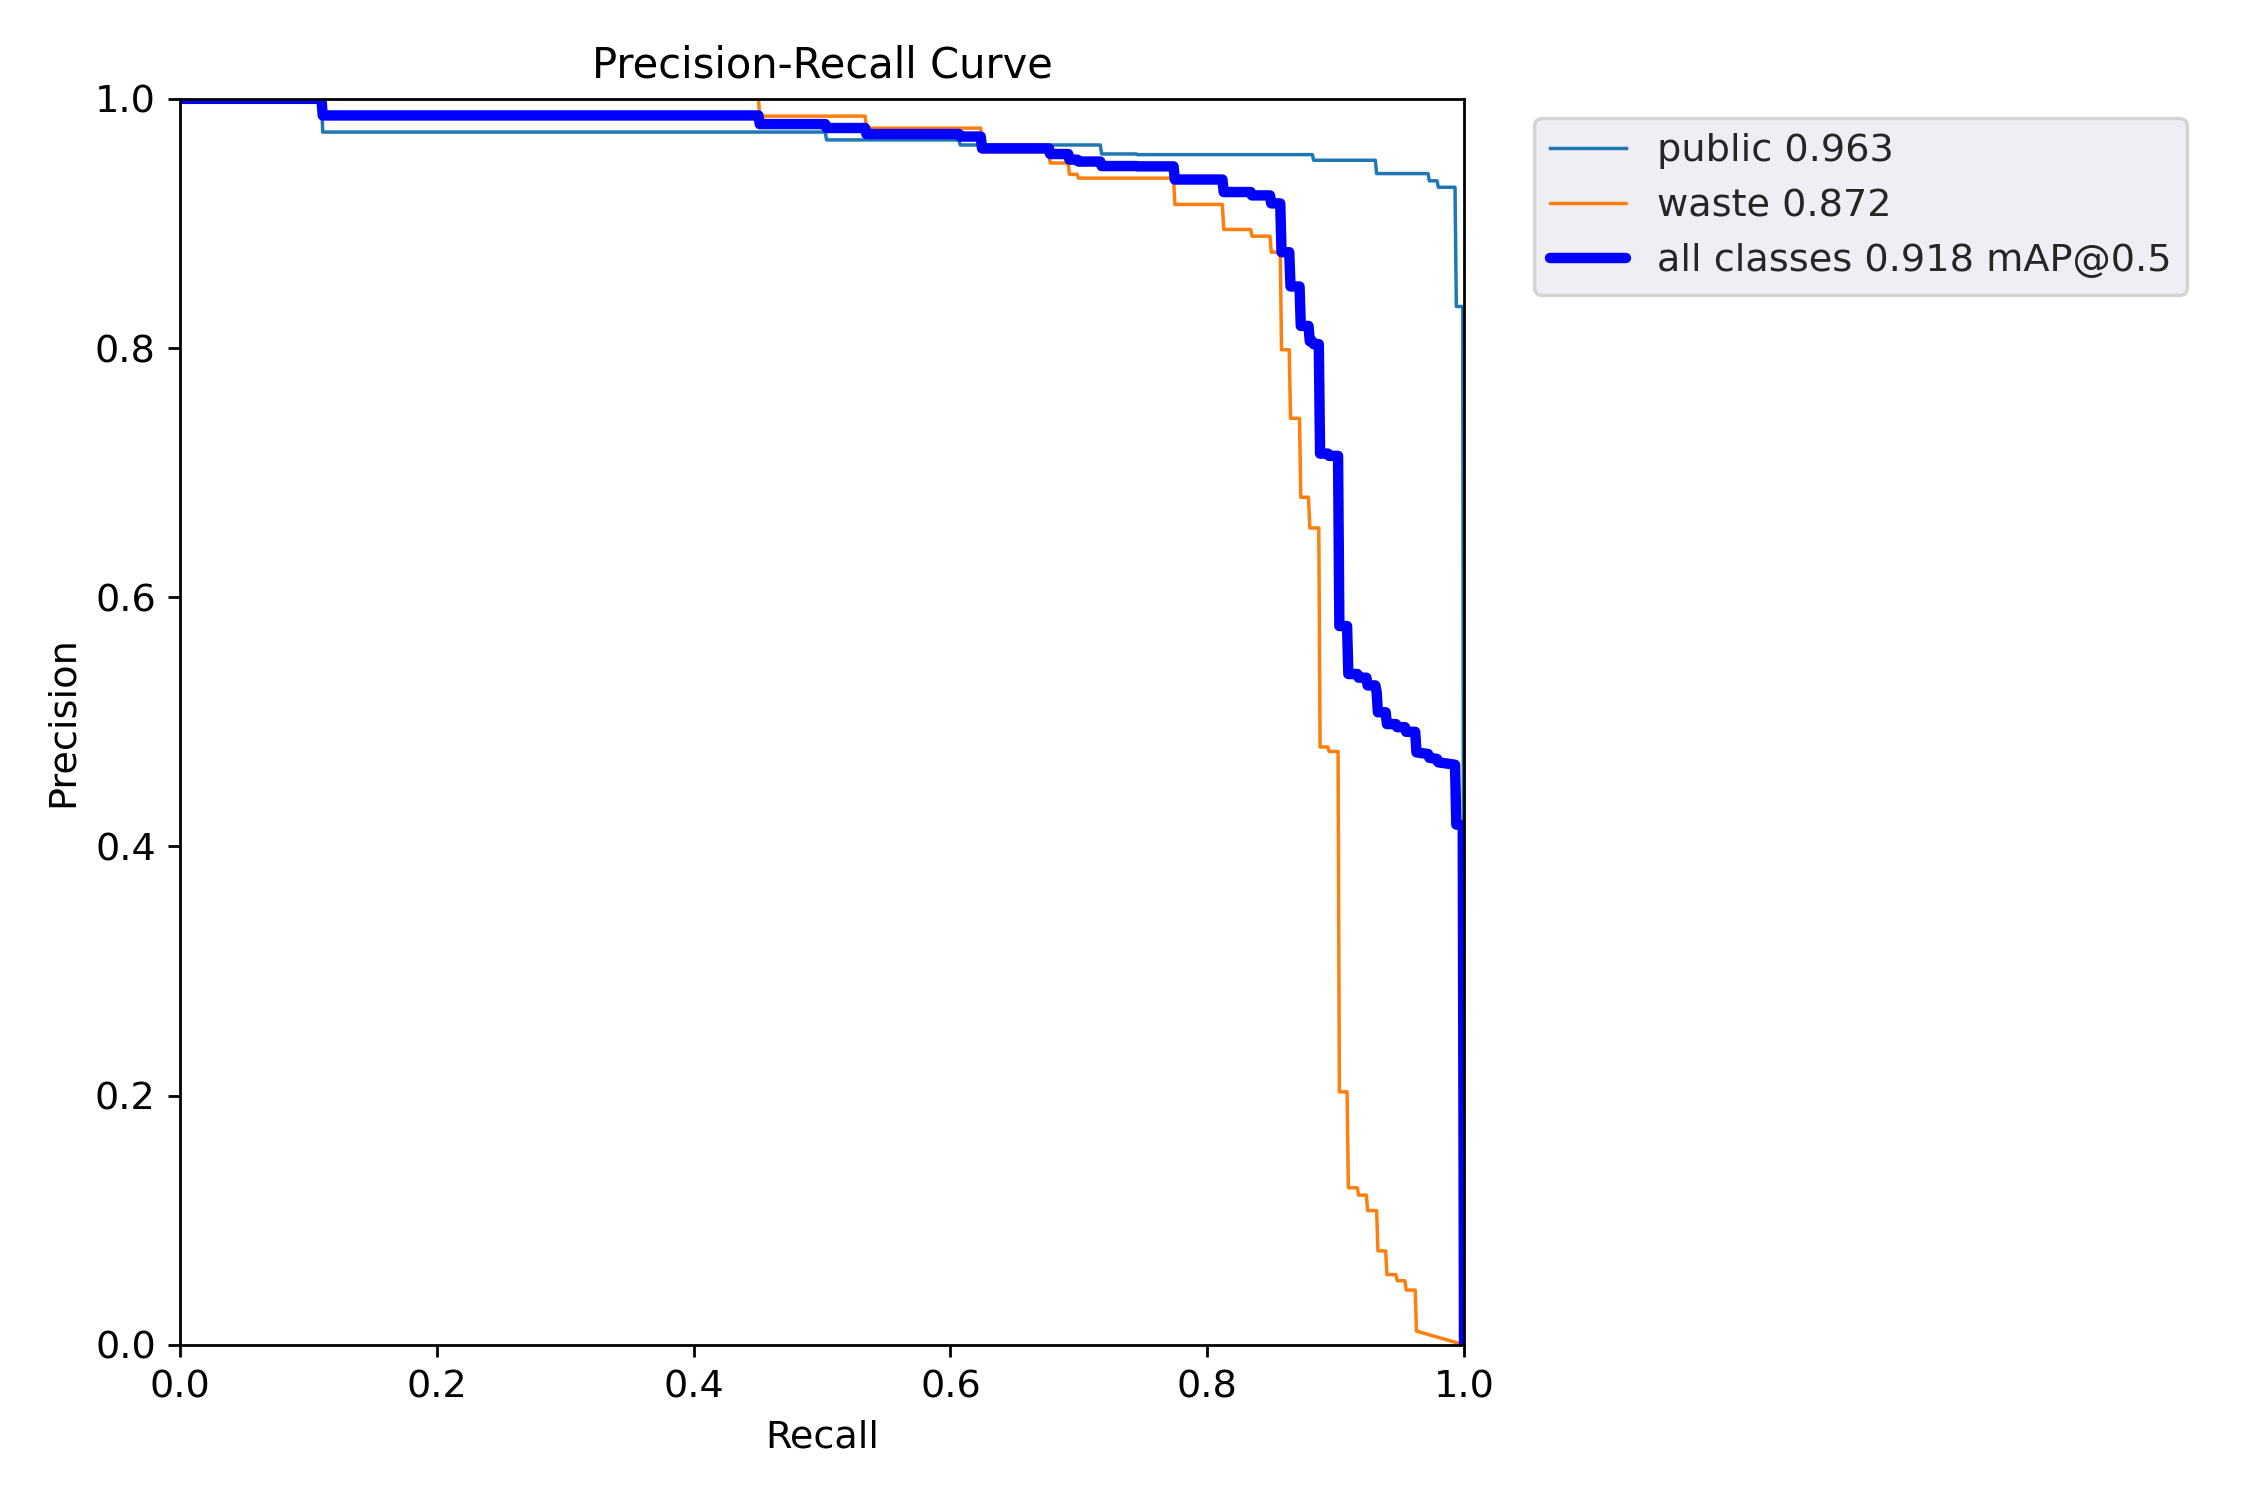 Precision-Recall Curve
1.0
0.8
0.6
0.4
0.2
0.0
Precision
0.0 0.2 0.4 0.6 0.8 1.0
Recall
public 0.963
waste 0.872
all classes 0.918 mAP@0.5